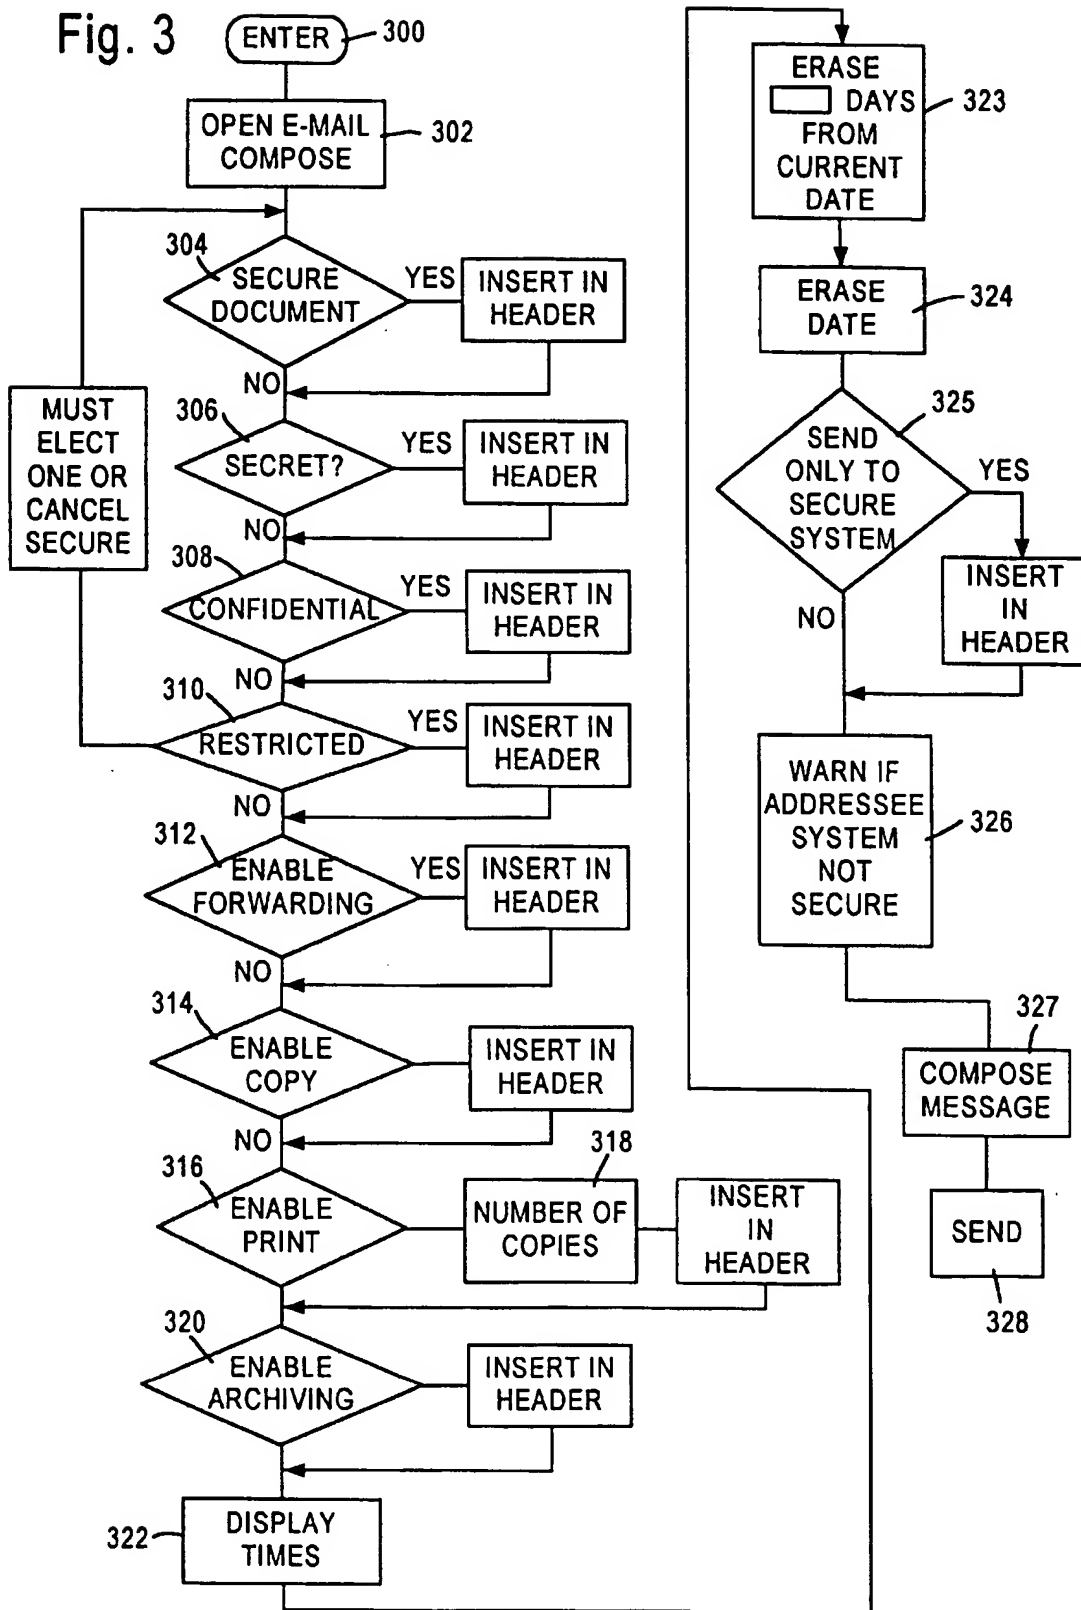 Fig. 3
ENTER
300
OPEN E-MAIL
COMPOSE
302
304
SECURE
DOCUMENT
YES
INSERT IN
HEADER
NO
MUST
ELECT
ONE OR
CANCEL
SECURE
306
SECRET?
YES
INSERT IN
HEADER
NO
308
CONFIDENTIAL
YES
INSERT IN
HEADER
NO
310
RESTRICTED
YES
INSERT IN
HEADER
NO
312
ENABLE
FORWARDING
YES
INSERT IN
HEADER
NO
314
ENABLE
COPY
INSERT IN
HEADER
NO
316
ENABLE
PRINT
318
NUMBER OF
COPIES
INSERT
IN
HEADER
320
ENABLE
ARCHIVING
INSERT IN
HEADER
322
DISPLAY
TIMES
ERASE
DAYS
FROM
CURRENT
DATE
323
ERASE
DATE
324
325
SEND
ONLY TO
SECURE
SYSTEM
YES
INSERT
IN
HEADER
NO
WARN IF
ADDRESSEE
SYSTEM
NOT
SECURE
326
327
COMPOSE
MESSAGE
SEND
328